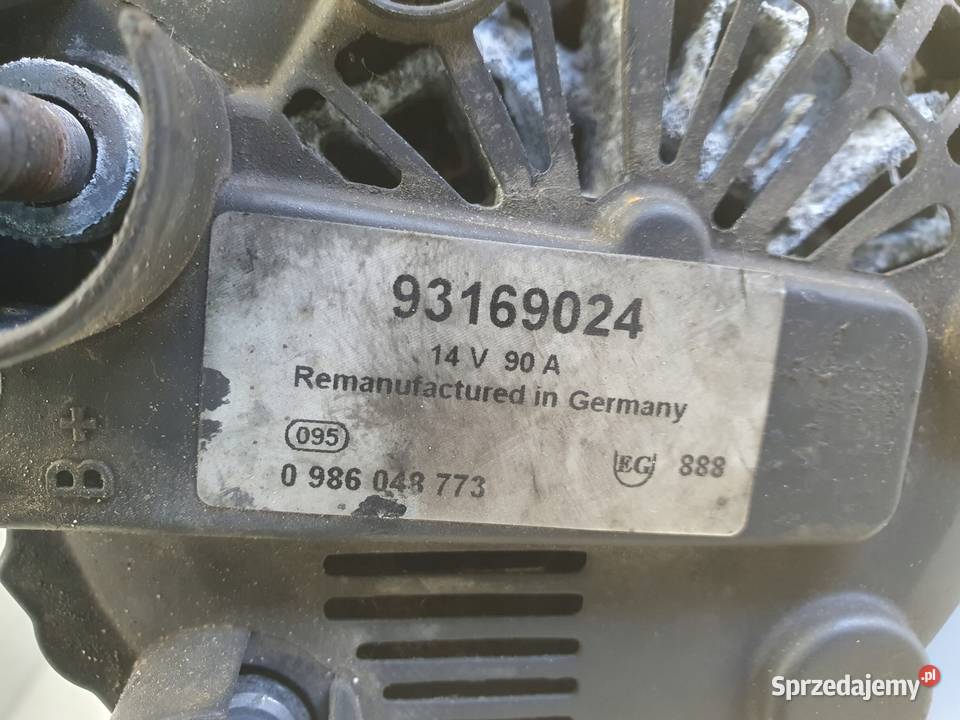 93169024
14 V 90 A
Remanufactured in Germany
095
0 986 048 773
EG 888
B+
Sprzedajemy.pl